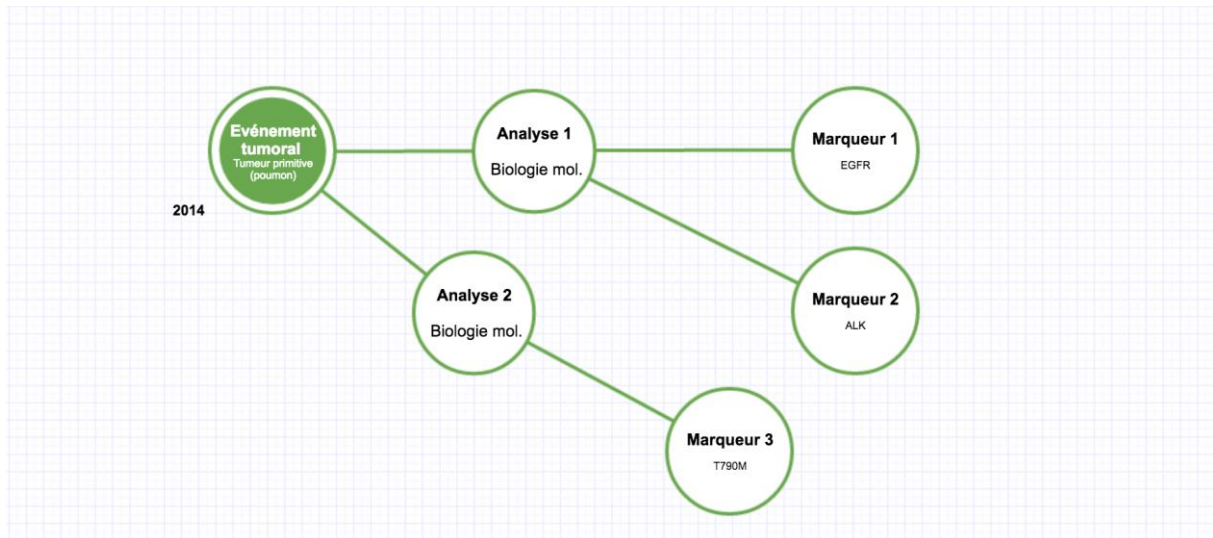 Evénement
tumoral
Tumeur primitive
(poumon)
2014
Analyse 1
Biologie mol.
Marqueur 1
EGFR
Analyse 2
Biologie mol.
Marqueur 2
ALK
Marqueur 3
T790M